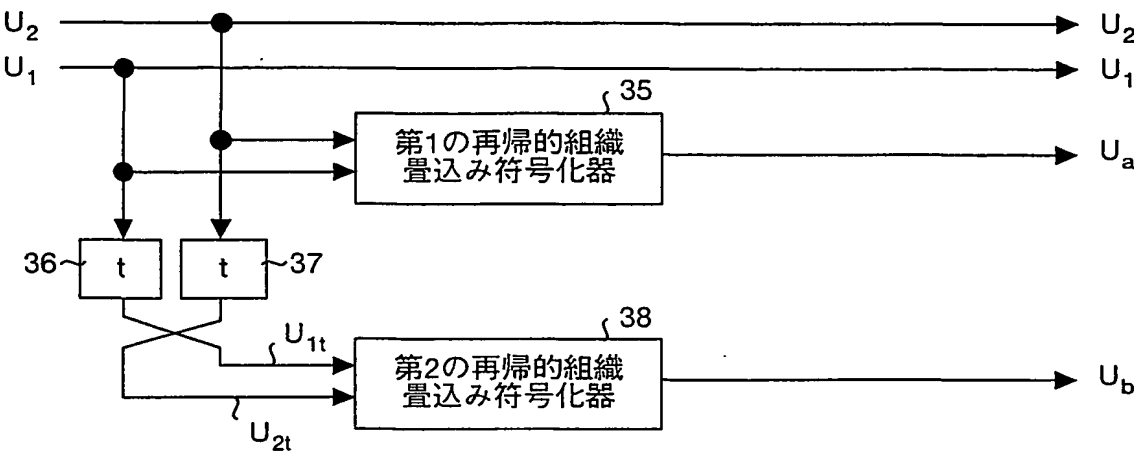 U2 U2
U1 U1
35
第1の再帰的組織
畳込み符号化器
Ua
36 t t 37
U1t
38
第2の再帰的組織
畳込み符号化器
Ub
U2t